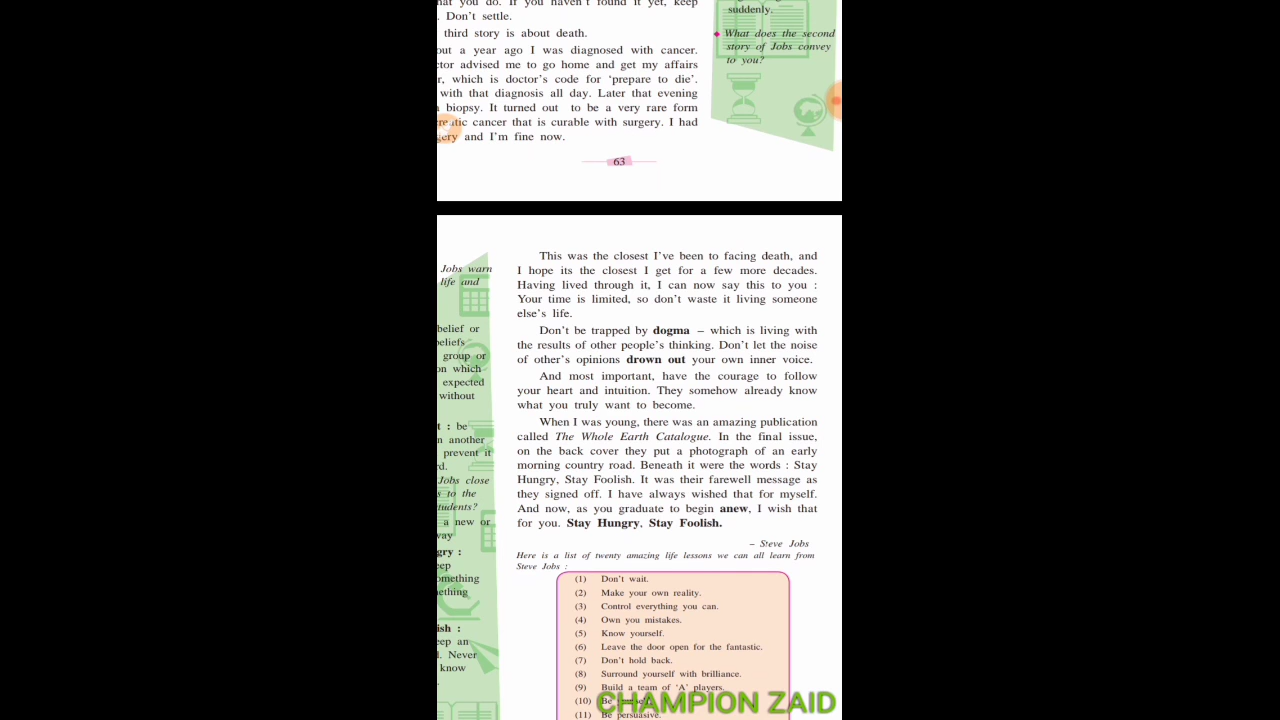 hat you do. If you haven't found it yet, keep
. Don't settle.
third story is about death.
out a year ago I was diagnosed with cancer.
ctor advised me to go home and get my affairs
r, which is doctor's code for 'prepare to die'.
with that diagnosis all day. Later that evening
biopsy. It turned out to be a very rare form
creatic cancer that is curable with surgery. I had
gery and I'm fine now.
suddenly.
What does the second
story of Jobs convey
to you?
63
Jobs warn
life and
belief or
beliefs
group or
on which
expected
without
t : be
n another
prevent it
rd.
Jobs close
s to the
tudents?
a new or
way
gry :
eep
omething
nething
ish :
eep an
l. Never
know
This was the closest I've been to facing death, and
I hope its the closest I get for a few more decades.
Having lived through it, I can now say this to you :
Your time is limited, so don't waste it living someone
else's life.
Don't be trapped by dogma – which is living with
the results of other people's thinking. Don't let the noise
of other's opinions drown out your own inner voice.
And most important, have the courage to follow
your heart and intuition. They somehow already know
what you truly want to become.
When I was young, there was an amazing publication
called The Whole Earth Catalogue. In the final issue,
on the back cover they put a photograph of an early
morning country road. Beneath it were the words : Stay
Hungry, Stay Foolish. It was their farewell message as
they signed off. I have always wished that for myself.
And now, as you graduate to begin anew, I wish that
for you. Stay Hungry, Stay Foolish.
– Steve Jobs
Here is a list of twenty amazing life lessons we can all learn from
Steve Jobs :
(1) Don't wait.
(2) Make your own reality.
(3) Control everything you can.
(4) Own you mistakes.
(5) Know yourself.
(6) Leave the door open for the fantastic.
(7) Don't hold back.
(8) Surround yourself with brilliance.
(9) Build a team of 'A' players.
(10) Be yourself.
(11) Be persuasive.
CHAMPION ZAID